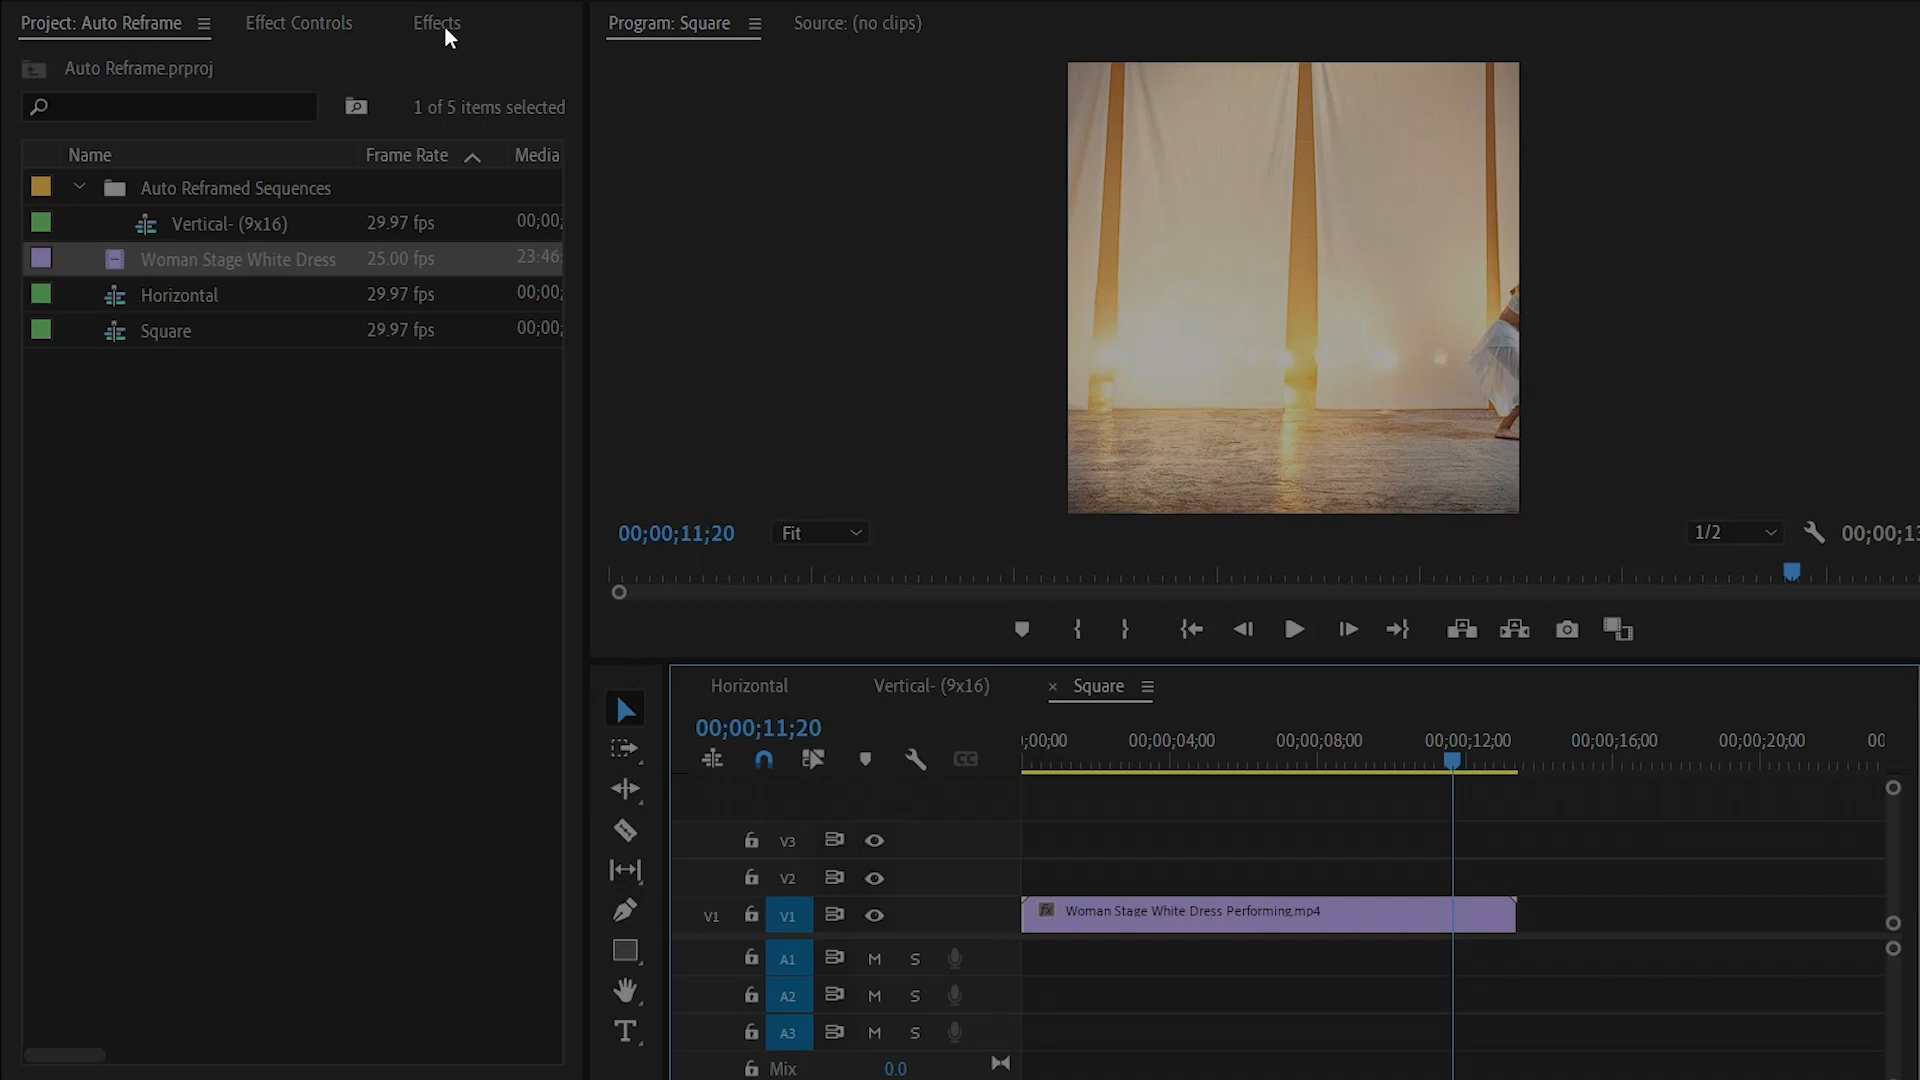 Project: Auto Reframe
Effect Controls
Effects
Program: Square
Source: (no clips)
Auto Reframe.prproj
1 of 5 items selected
Name
Frame Rate
Media
Auto Reframed Sequences
Vertical- (9x16)
29.97 fps
00;00;
Woman Stage White Dress
25.00 fps
23:46:
Horizontal
29.97 fps
00;00;
Square
29.97 fps
00;00;
00;00;11;20
Fit
1/2
00;00;13
Horizontal
Vertical- (9x16)
× Square
00;00;11;20
;00;00
00;00;04;00
00;00;08;00
00;00;12;00
00;00;16;00
00;00;20;00
00
CC
V3
V2
V1
V1
fx
Woman Stage White Dress Performing.mp4
A1
M
S
A2
M
S
A3
M
S
Mix
0.0
T